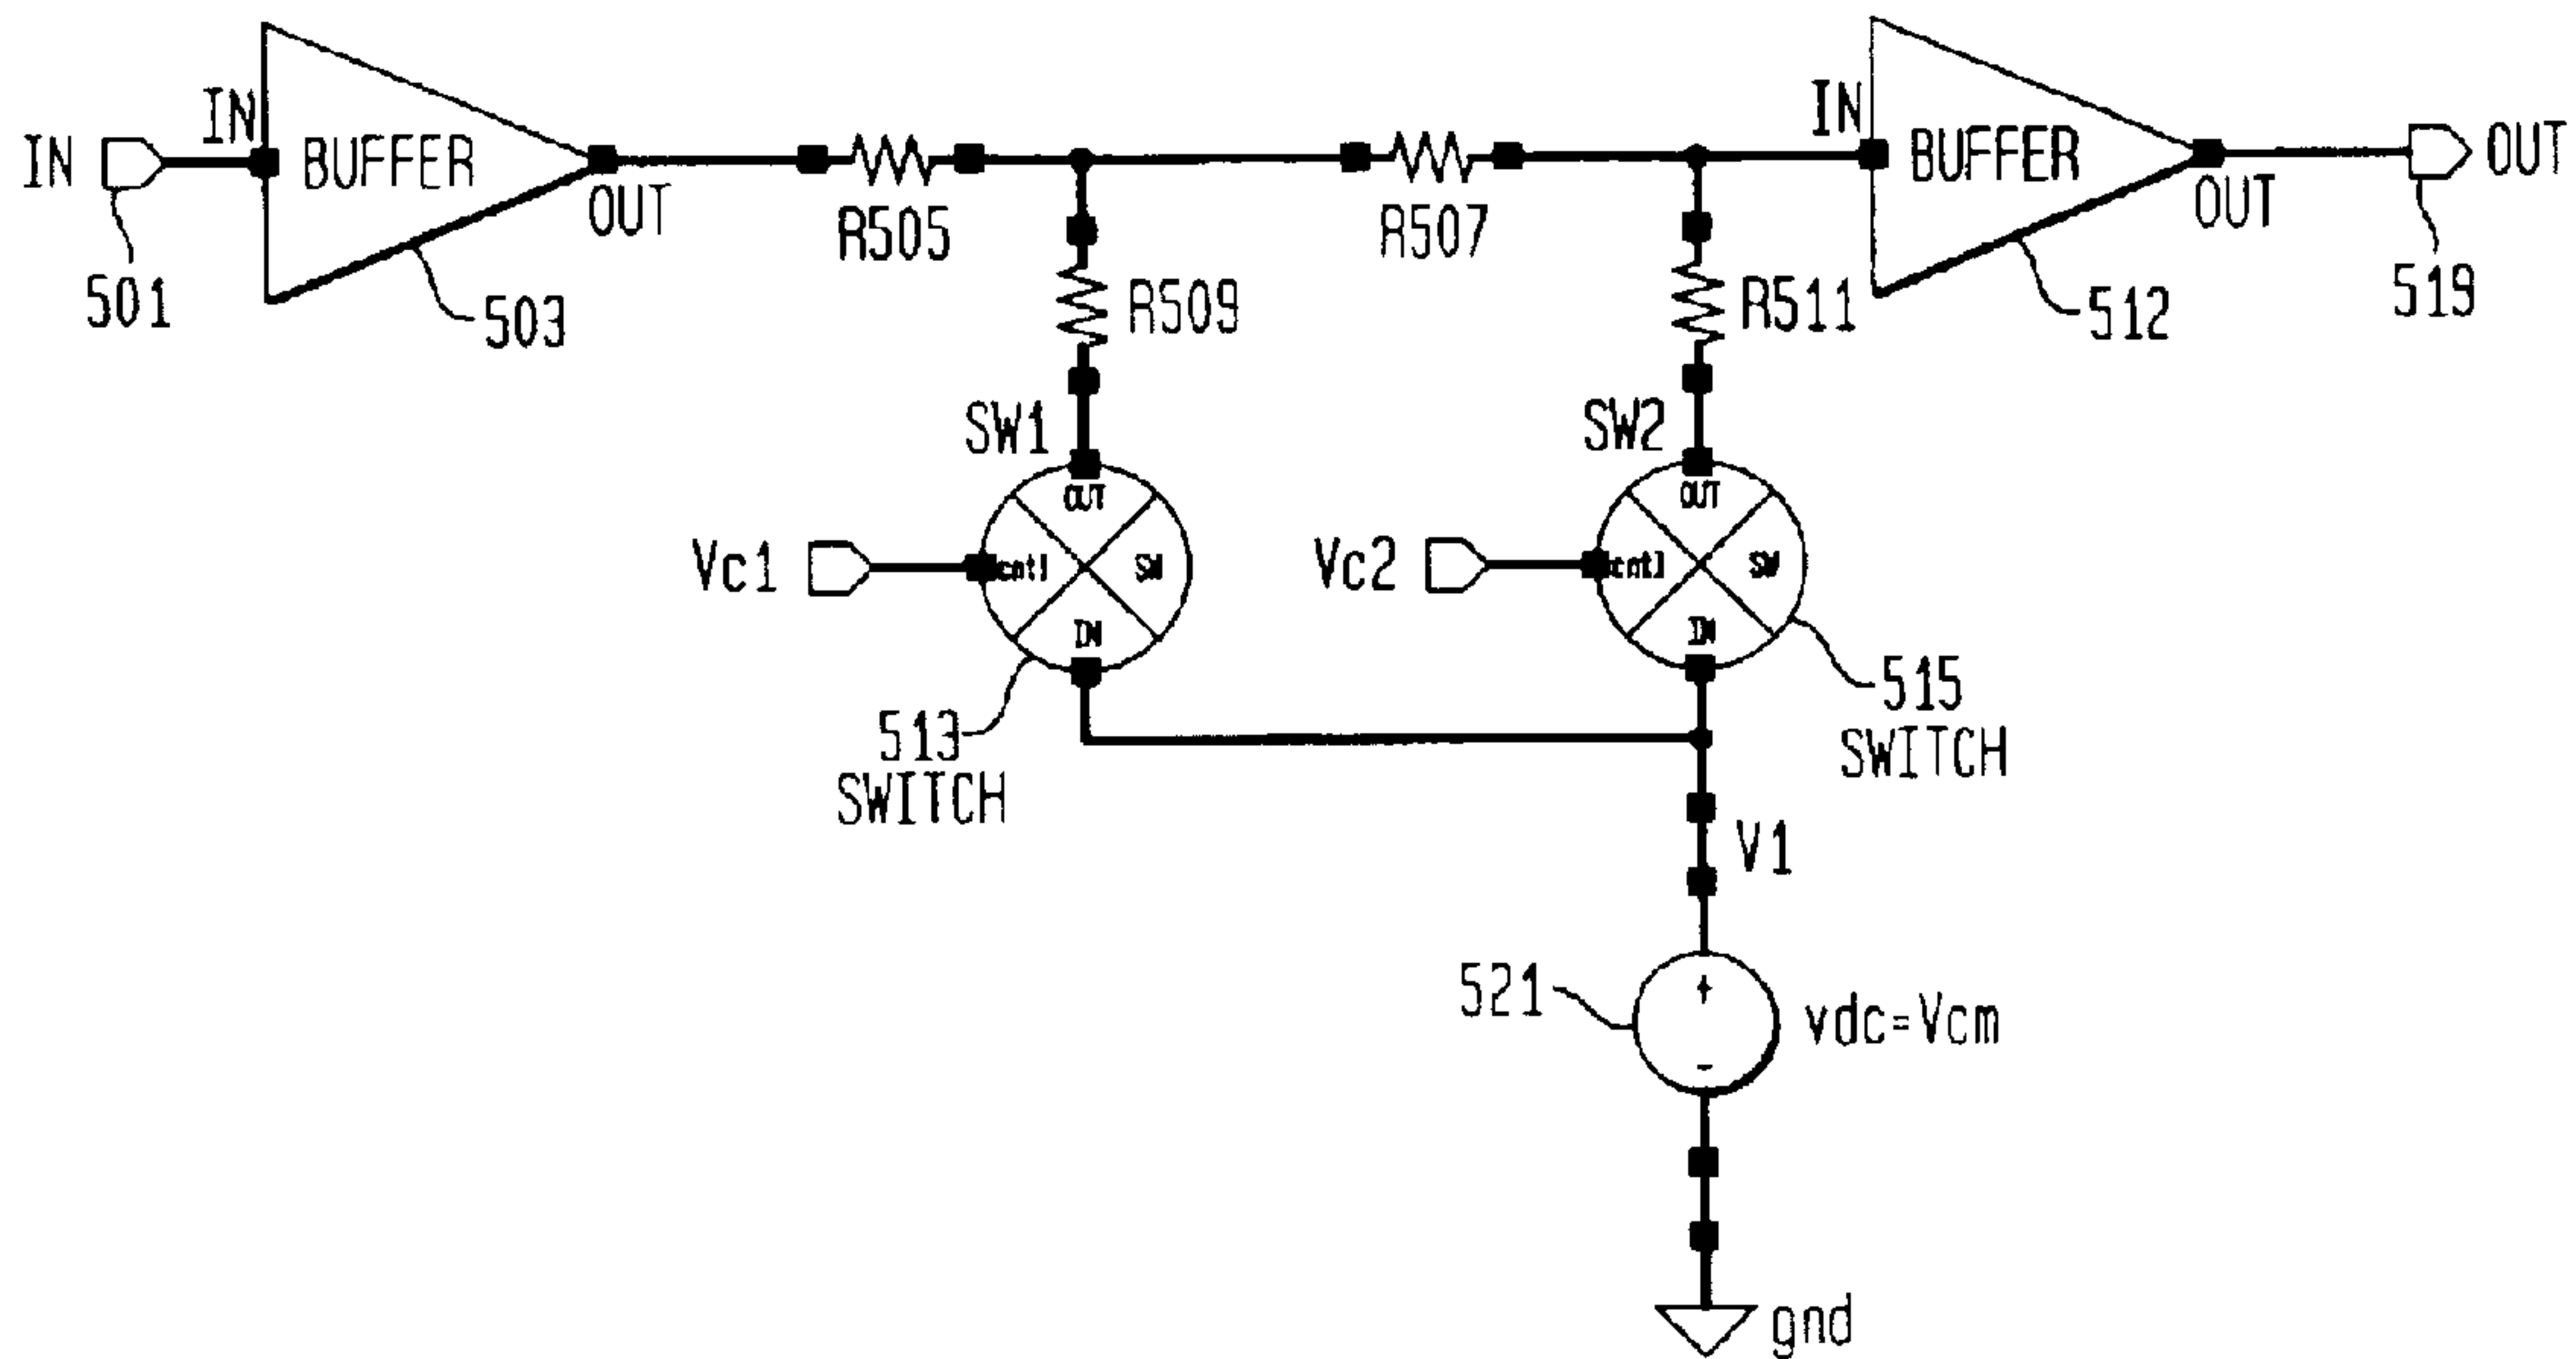 IN
501
IN
BUFFER
OUT
503
R505
R507
IN
BUFFER
OUT
512
OUT
519
R509
R511
SW1
SW2
OUT
cntl
SW
IN
OUT
cntl
SW
IN
Vc1
Vc2
513
SWITCH
515
SWITCH
V1
521
+
-
vdc=Vcm
gnd